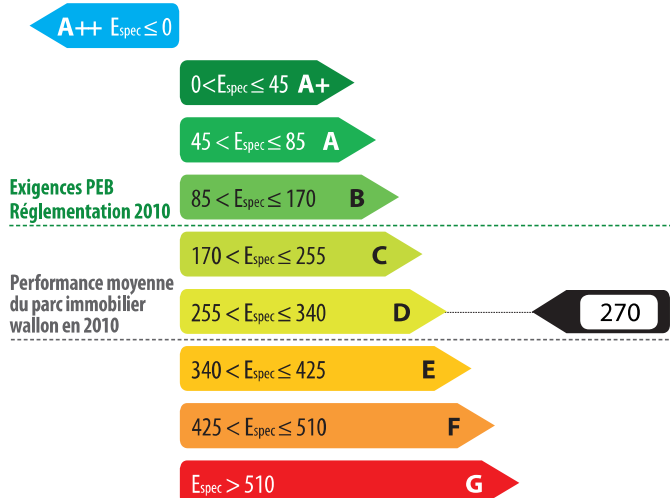 A++ Espec ≤ 0
0 < Espec ≤ 45 A+
45 < Espec ≤ 85 A
Exigences PEB
Réglementation 2010
85 < Espec ≤ 170 B
170 < Espec ≤ 255 C
Performance moyenne
du parc immobilier
wallon en 2010
255 < Espec ≤ 340 D
270
340 < Espec ≤ 425 E
425 < Espec ≤ 510 F
Espec > 510 G